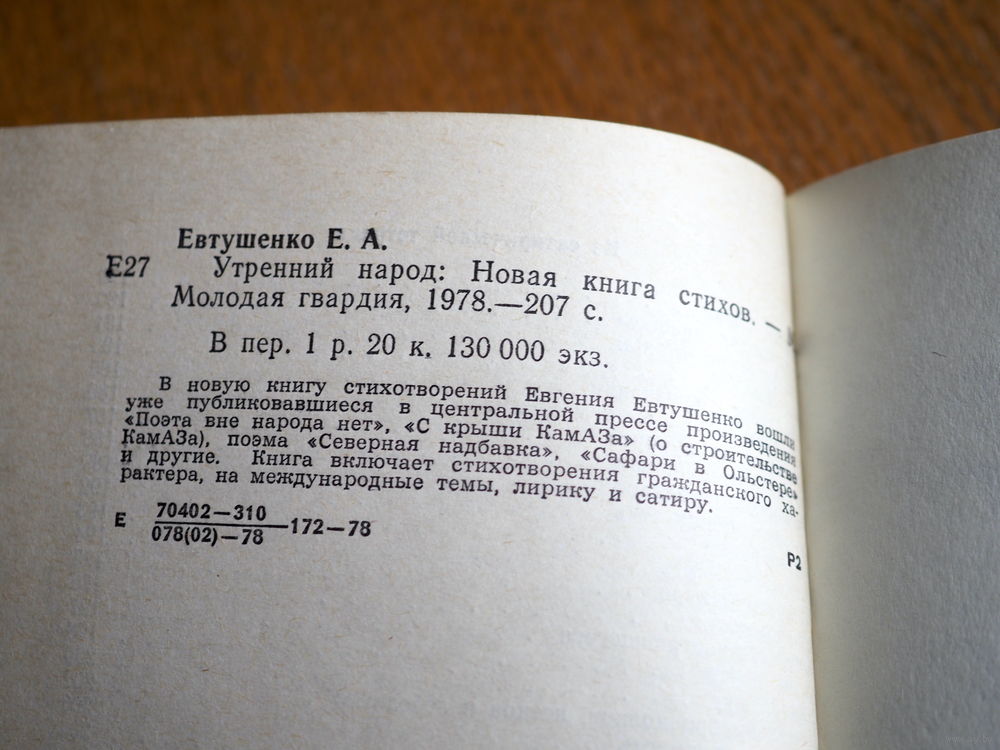 Евтушенко Е. А.
Е27 Утренний народ: Новая книга стихов. —
Молодая гвардия, 1978.—207 с.
В пер. 1 р. 20 к. 130 000 экз.
В новую книгу стихотворений Евгения Евтушенко вошли
уже публиковавшиеся в центральной прессе произведения
«Поэта вне народа нет», «С крыши КамАЗа» (о строительстве
КамАЗа), поэма «Северная надбавка», «Сафари в Ольстере»
и другие. Книга включает стихотворения гражданского ха-
рактера, на международные темы, лирику и сатиру.
Е 70402—310
078(02)—78 —172—78
Р2